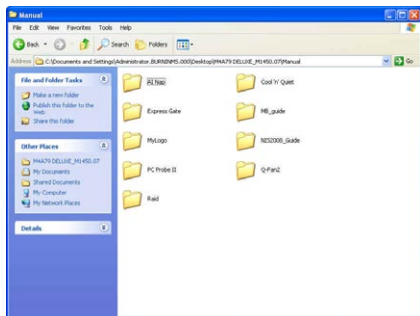 Manual
File Edit View Favorites Tools Help
Back Search Folders
Address C:\Documents and Settings\Administrator.BURNINMS.000\Desktop\M4A79 DELUXE_M1450.07\Manual Go
File and Folder Tasks
Make a new folder
Publish this folder to the
Web
Share this folder
Other Places
M4A79 DELUXE_M1450.07
My Documents
Shared Documents
My Computer
My Network Places
Details
AI Nap Cool 'n' Quiet
Express Gate MB_guide
MyLogo NIS2008_Guide
PC Probe II Q-Fan2
Raid